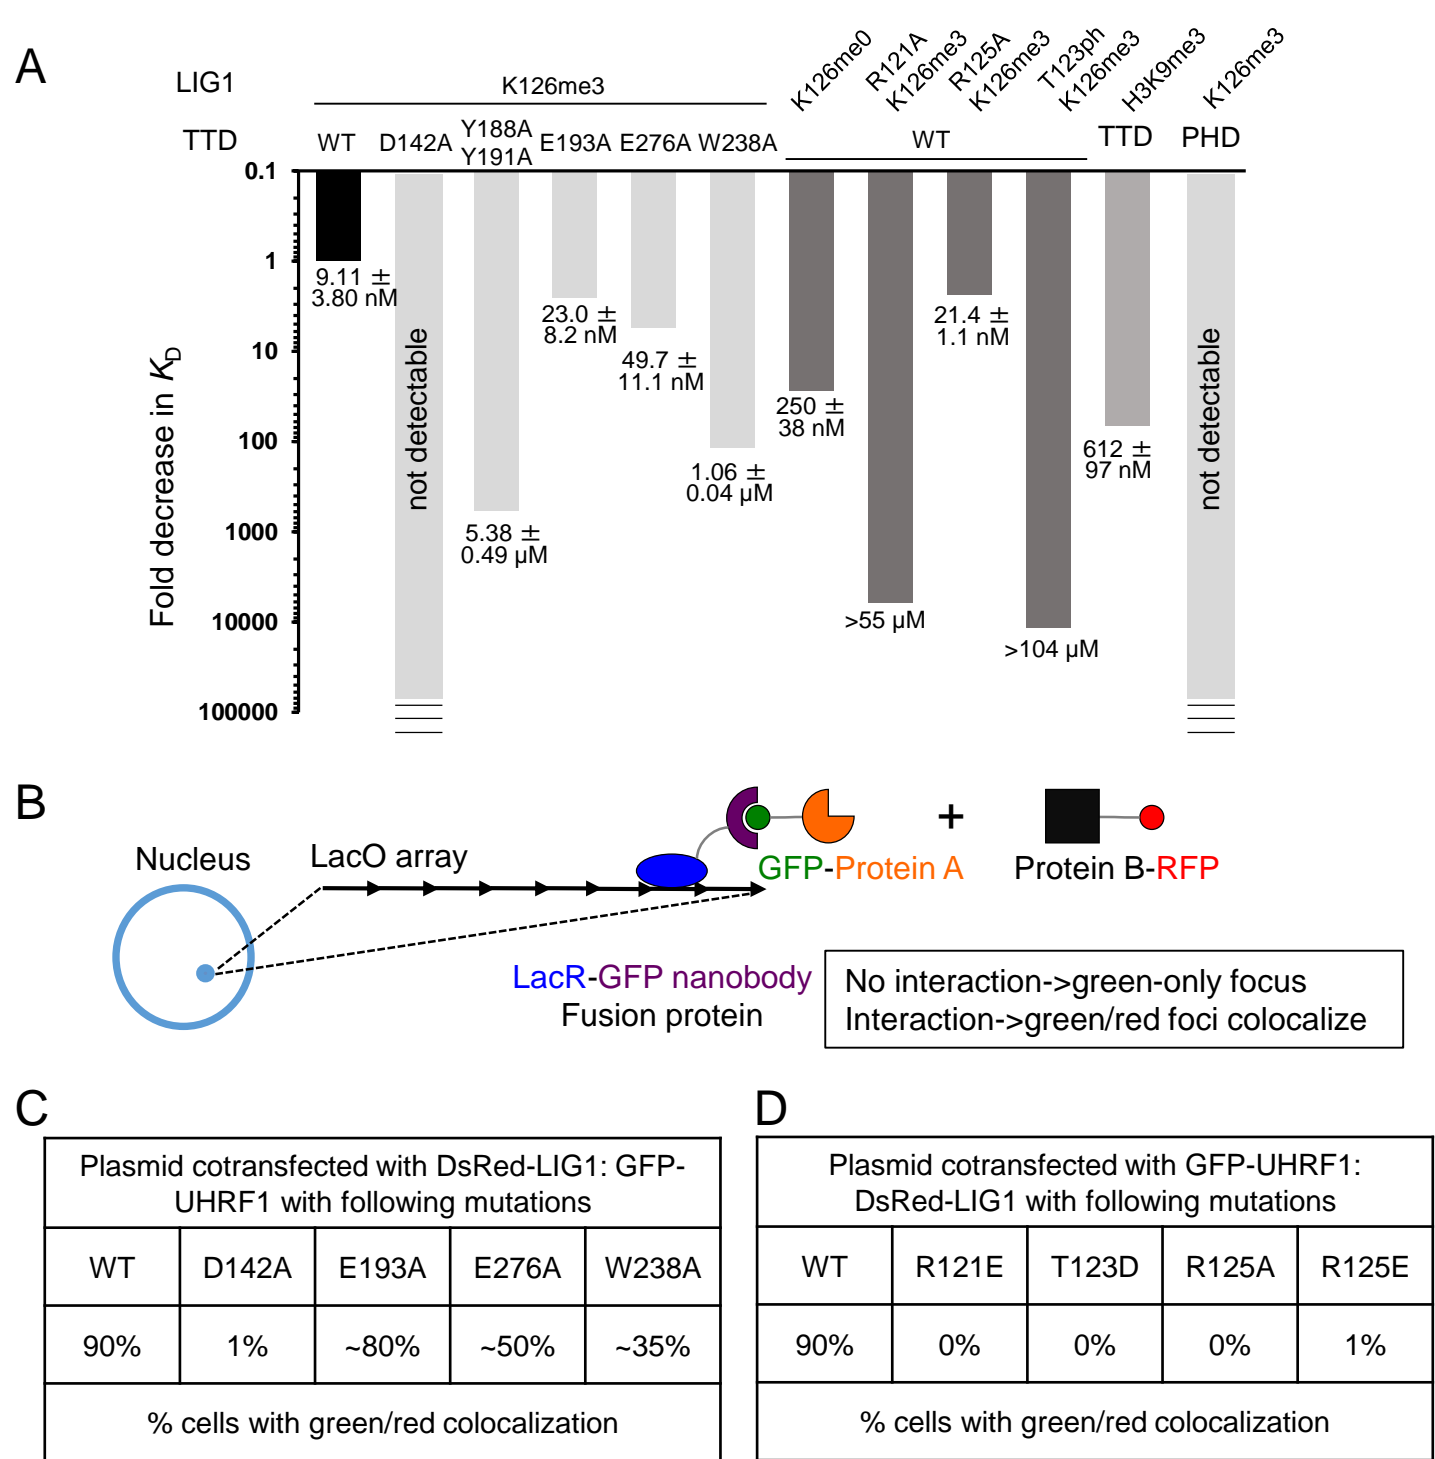 A
LIG1
K126me3
K126me0
R121A
K126me3
R125A
K126me3
T123ph
K126me3
H3K9me3
K126me3
TTD
WT
D142A
Y188A
Y191A
E193A
E276A
W238A
WT
TTD
PHD
Fold decrease in KD
0.1
1
10
100
1000
10000
100000
9.11 ±
3.80 nM
not detectable
5.38 ±
0.49 µM
23.0 ±
8.2 nM
49.7 ±
11.1 nM
1.06 ±
0.04 µM
250 ±
38 nM
>55 µM
21.4 ±
1.1 nM
>104 µM
612 ±
97 nM
not detectable
B
Nucleus
LacO array
GFP-Protein A
+
Protein B-RFP
LacR-GFP nanobody
Fusion protein
No interaction->green-only focus
Interaction->green/red foci colocalize
C
Plasmid cotransfected with DsRed-LIG1: GFP-
UHRF1 with following mutations
WT D142A E193A E276A W238A
90% 1% ~80% ~50% ~35%
% cells with green/red colocalization
D
Plasmid cotransfected with GFP-UHRF1:
DsRed-LIG1 with following mutations
WT R121E T123D R125A R125E
90% 0% 0% 0% 1%
% cells with green/red colocalization